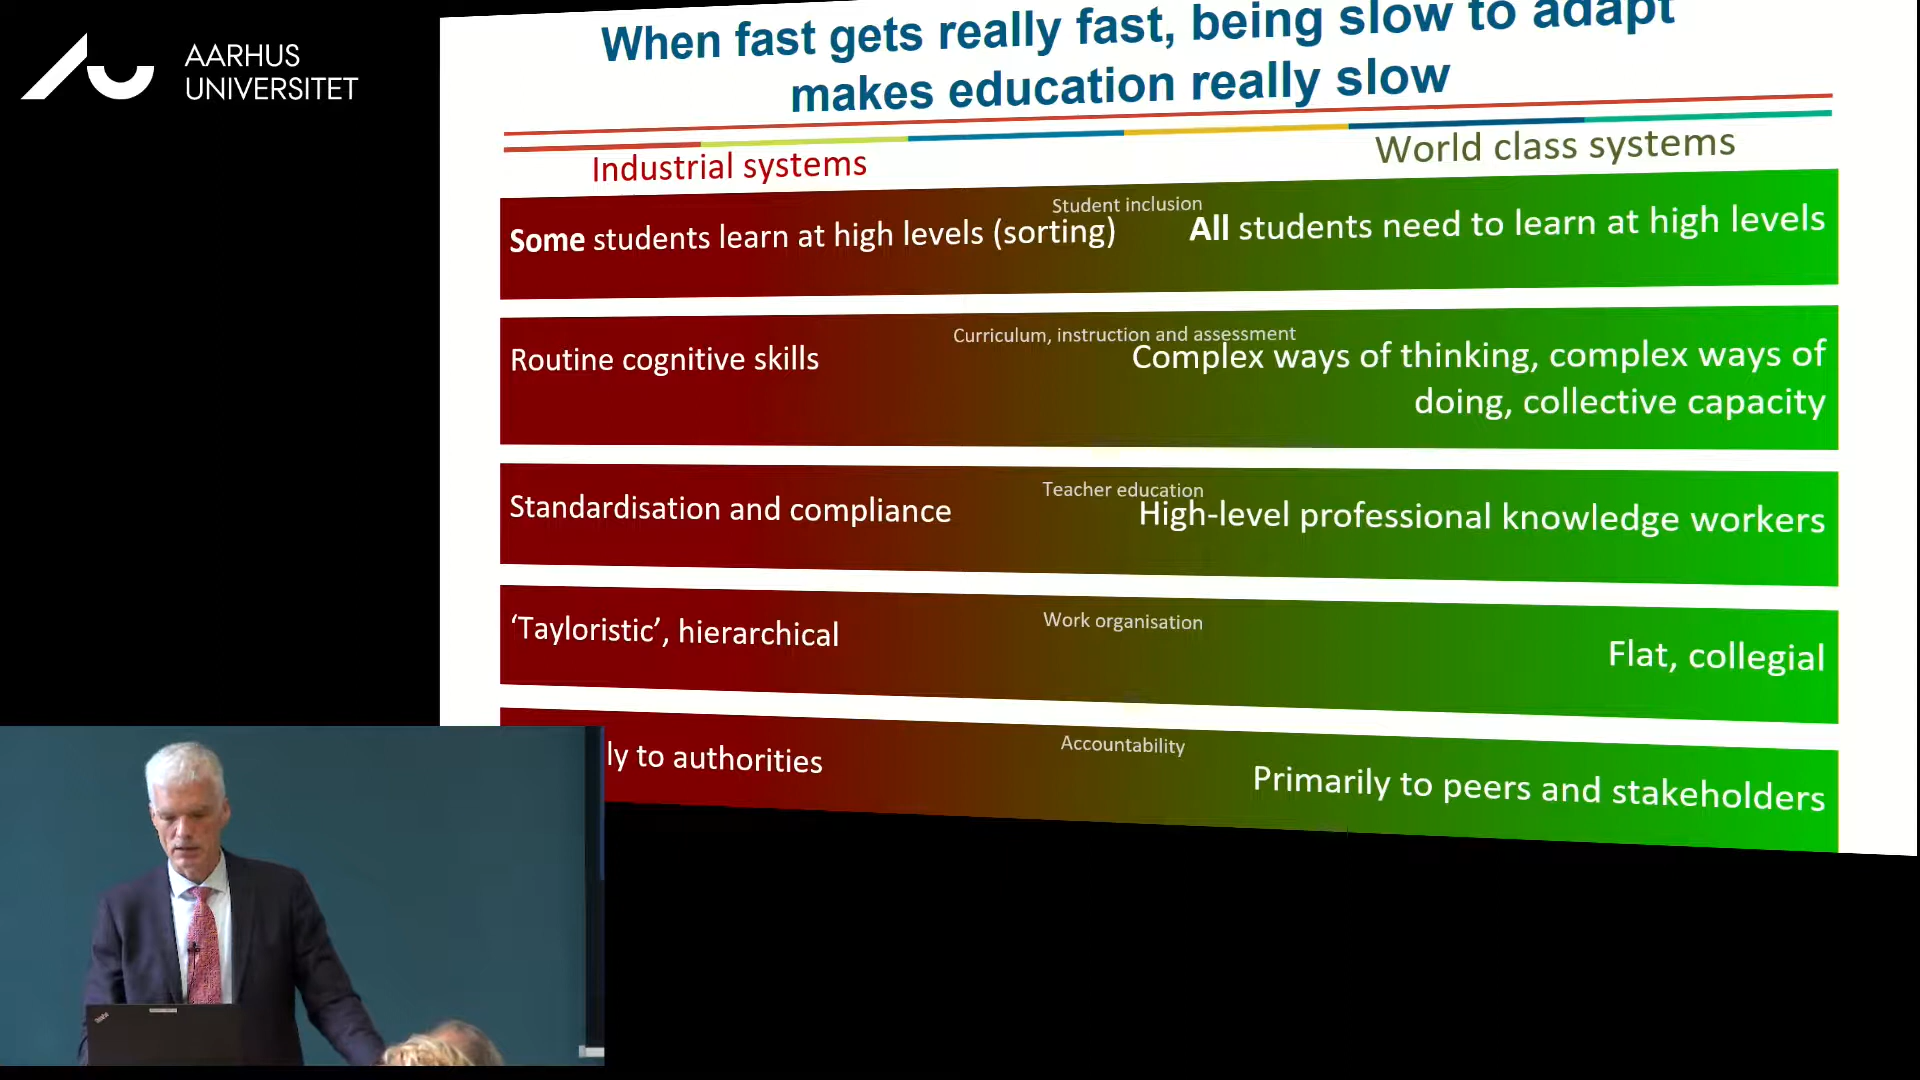 AARHUS
UNIVERSITET
When fast gets really fast, being slow to adapt
makes education really slow
Industrial systems
World class systems
Student inclusion
Some students learn at high levels (sorting)
All students need to learn at high levels
Curriculum, instruction and assessment
Routine cognitive skills
Complex ways of thinking, complex ways of
doing, collective capacity
Teacher education
Standardisation and compliance
High-level professional knowledge workers
Work organisation
‘Tayloristic’, hierarchical
Flat, collegial
Accountability
ly to authorities
Primarily to peers and stakeholders